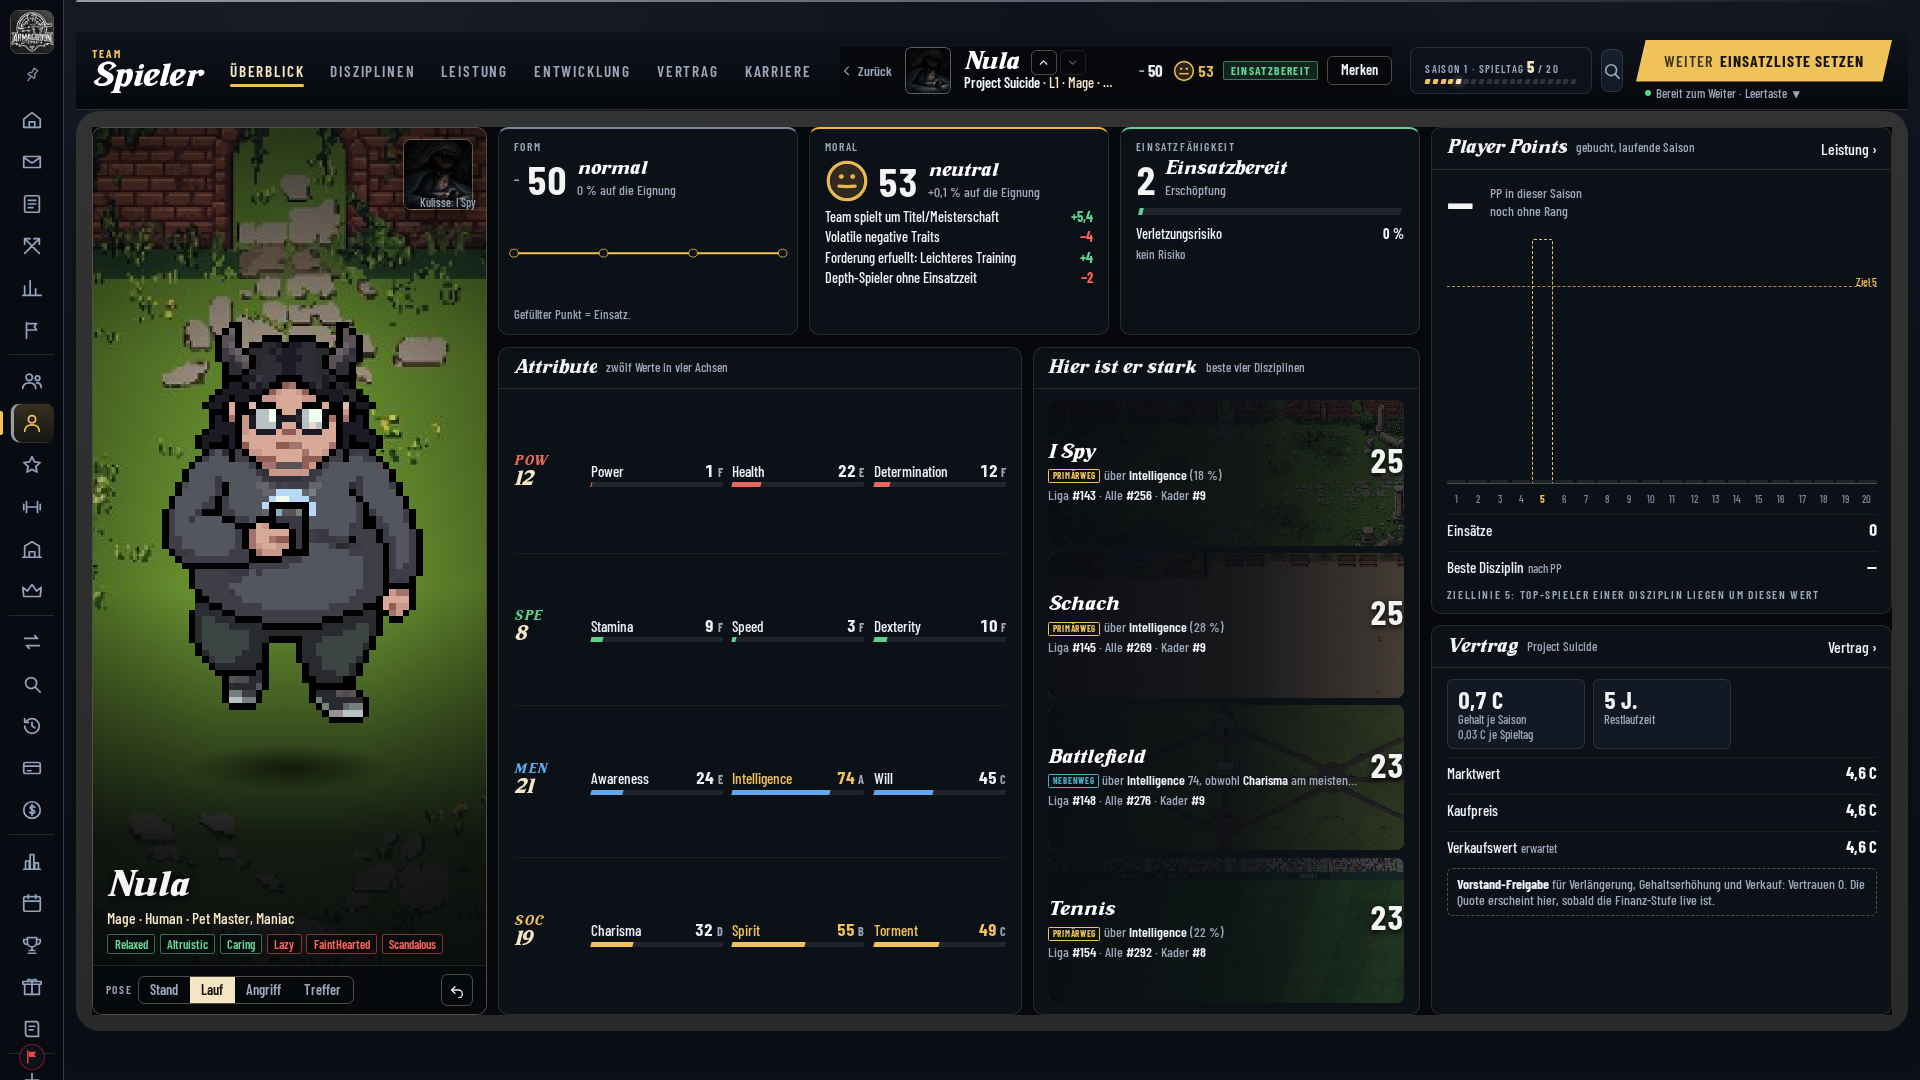 TEAM
Spieler
ÜBERBLICK
DISZIPLINEN
LEISTUNG
ENTWICKLUNG
VERTRAG
KARRIERE
Zurück
Nula
Project Suicide · L1 · Mage · ...
- 50
53
EINSATZBEREIT
Merken
SAISON 1 · SPIELTAG 5 / 20
WEITER EINSATZLISTE SETZEN
Bereit zum Weiter · Leertaste ▼
Kulisse: I Spy
Nula
Mage · Human · Pet Master, Maniac
Relaxed
Altruistic
Caring
Lazy
FaintHearted
Scandalous
POSE
Stand
Lauf
Angriff
Treffer
FORM
- 50 normal
0 % auf die Eignung
Gefüllter Punkt = Einsatz.
MORAL
53 neutral
+0,1 % auf die Eignung
Team spielt um Titel/Meisterschaft +5,4
Volatile negative Traits −4
Forderung erfuellt: Leichteres Training +4
Depth-Spieler ohne Einsatzzeit −2
EINSATZFÄHIGKEIT
2 Einsatzbereit
Erschöpfung
Verletzungsrisiko 0 %
kein Risiko
Attribute zwölf Werte in vier Achsen
POW
12
Power 1 F
Health 22 E
Determination 12 F
SPE
8
Stamina 9 F
Speed 3 F
Dexterity 10 F
MEN
21
Awareness 24 E
Intelligence 74 A
Will 45 C
SOC
19
Charisma 32 D
Spirit 55 B
Torment 49 C
Hier ist er stark beste vier Disziplinen
I Spy
25
PRIMÄRWEG über Intelligence (18 %)
Liga #143 · Alle #256 · Kader #9
Schach
25
PRIMÄRWEG über Intelligence (28 %)
Liga #145 · Alle #269 · Kader #9
Battlefield
23
NEBENWEG über Intelligence 74, obwohl Charisma am meisten...
Liga #148 · Alle #276 · Kader #9
Tennis
23
PRIMÄRWEG über Intelligence (22 %)
Liga #154 · Alle #292 · Kader #8
Player Points gebucht, laufende Saison
Leistung ›
— PP in dieser Saison
noch ohne Rang
Ziel 5
1 2 3 4 5 6 7 8 9 10 11 12 13 14 15 16 17 18 19 20
Einsätze 0
Beste Disziplin nach PP —
ZIELLINIE 5: TOP-SPIELER EINER DISZIPLIN LIEGEN UM DIESEN WERT
Vertrag Project Suicide
Vertrag ›
0,7 C
Gehalt je Saison
0,03 C je Spieltag
5 J.
Restlaufzeit
Marktwert 4,6 C
Kaufpreis 4,6 C
Verkaufswert erwartet 4,6 C
Vorstand-Freigabe für Verlängerung, Gehaltserhöhung und Verkauf: Vertrauen 0. Die
Quote erscheint hier, sobald die Finanz-Stufe live ist.